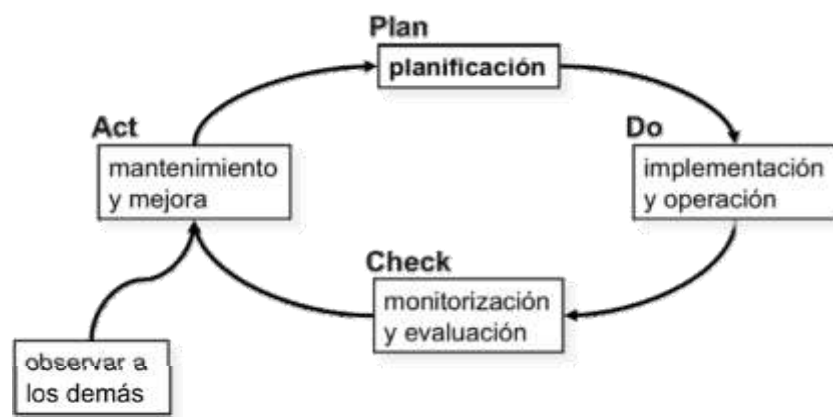 Plan
planificación
Act
mantenimiento
y mejora
Do
implementación
y operación
Check
monitorización
y evaluación
observar a
los demás